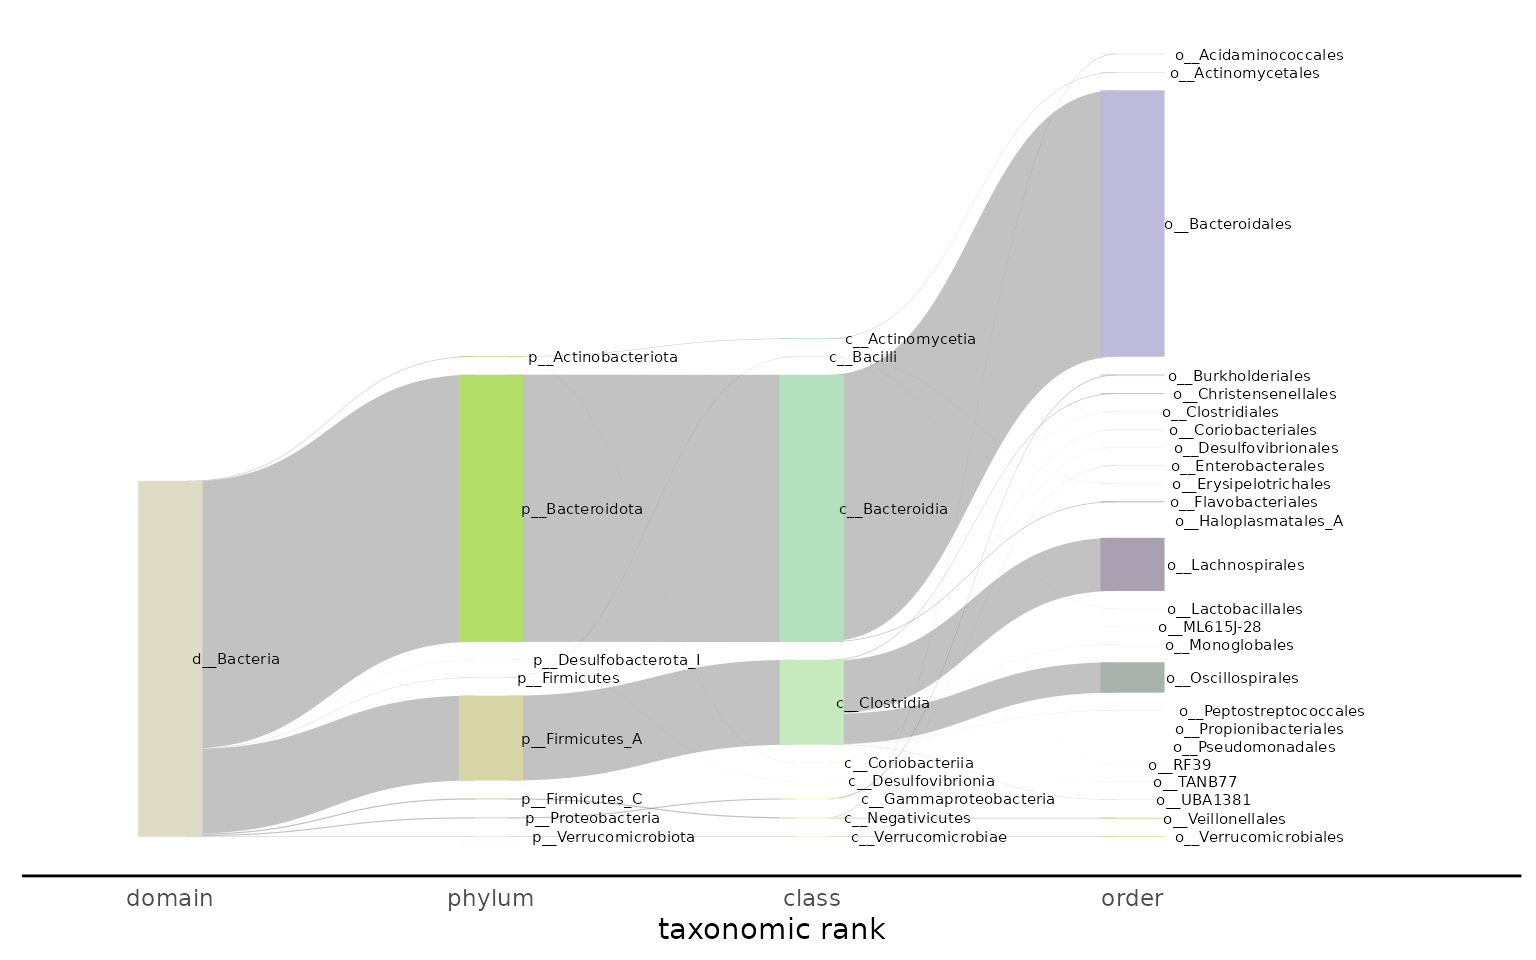 o__Acidaminococcales
o__Actinomycetales
o__Bacteroidales
c__Actinomycetia
p__Actinobacteriota
c__Bacilli
o__Burkholderiales
o__Christensenellales
o__Clostridiales
o__Coriobacteriales
o__Desulfovibrionales
o__Enterobacterales
o__Erysipelotrichales
o__Flavobacteriales
p__Bacteroidota
c__Bacteroidia
o__Haloplasmatales_A
o__Lachnospirales
o__Lactobacillales
o__ML615J-28
o__Monoglobales
d__Bacteria
p__Desulfobacterota_I
p__Firmicutes
o__Oscillospirales
c__Clostridia
o__Peptostreptococcales
o__Propionibacteriales
p__Firmicutes_A
o__Pseudomonadales
c__Coriobacteriia
o__RF39
c__Desulfovibrionia
o__TANB77
p__Firmicutes_C
c__Gammaproteobacteria
o__UBA1381
p__Proteobacteria
c__Negativicutes
o__Veillonellales
p__Verrucomicrobiota
c__Verrucomicrobiae
o__Verrucomicrobiales
domain phylum class order
taxonomic rank